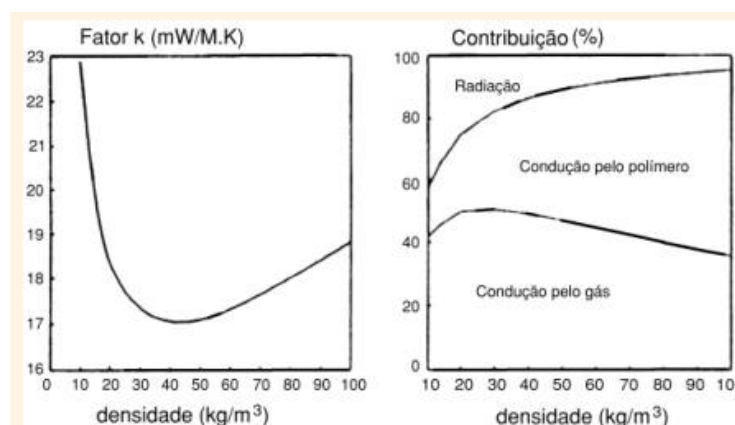 Fator k (mW/M.K)
23
22
21
20
19
18
17
16
0 10 20 30 40 50 60 70 80 90 100
densidade (kg/m³)
Contribuição (%)
100
80
60
40
20
0
Radiação
Condução pelo polímero
Condução pelo gás
10 20 30 40 50 60 70 80 90 10
densidade (kg/m³)